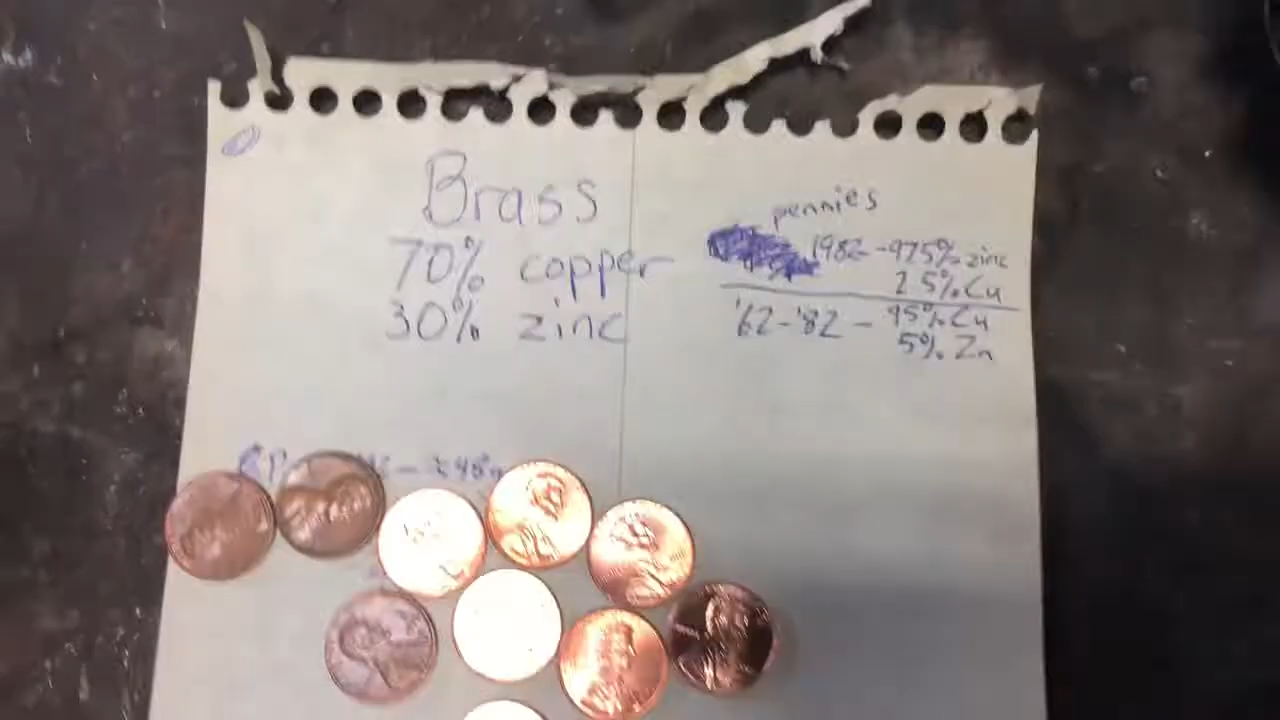 Brass
70% copper
30% zinc
pennies
1982 - 97.5% zinc
2.5% Cu
'62-'82 - 95% Cu
5% Zn